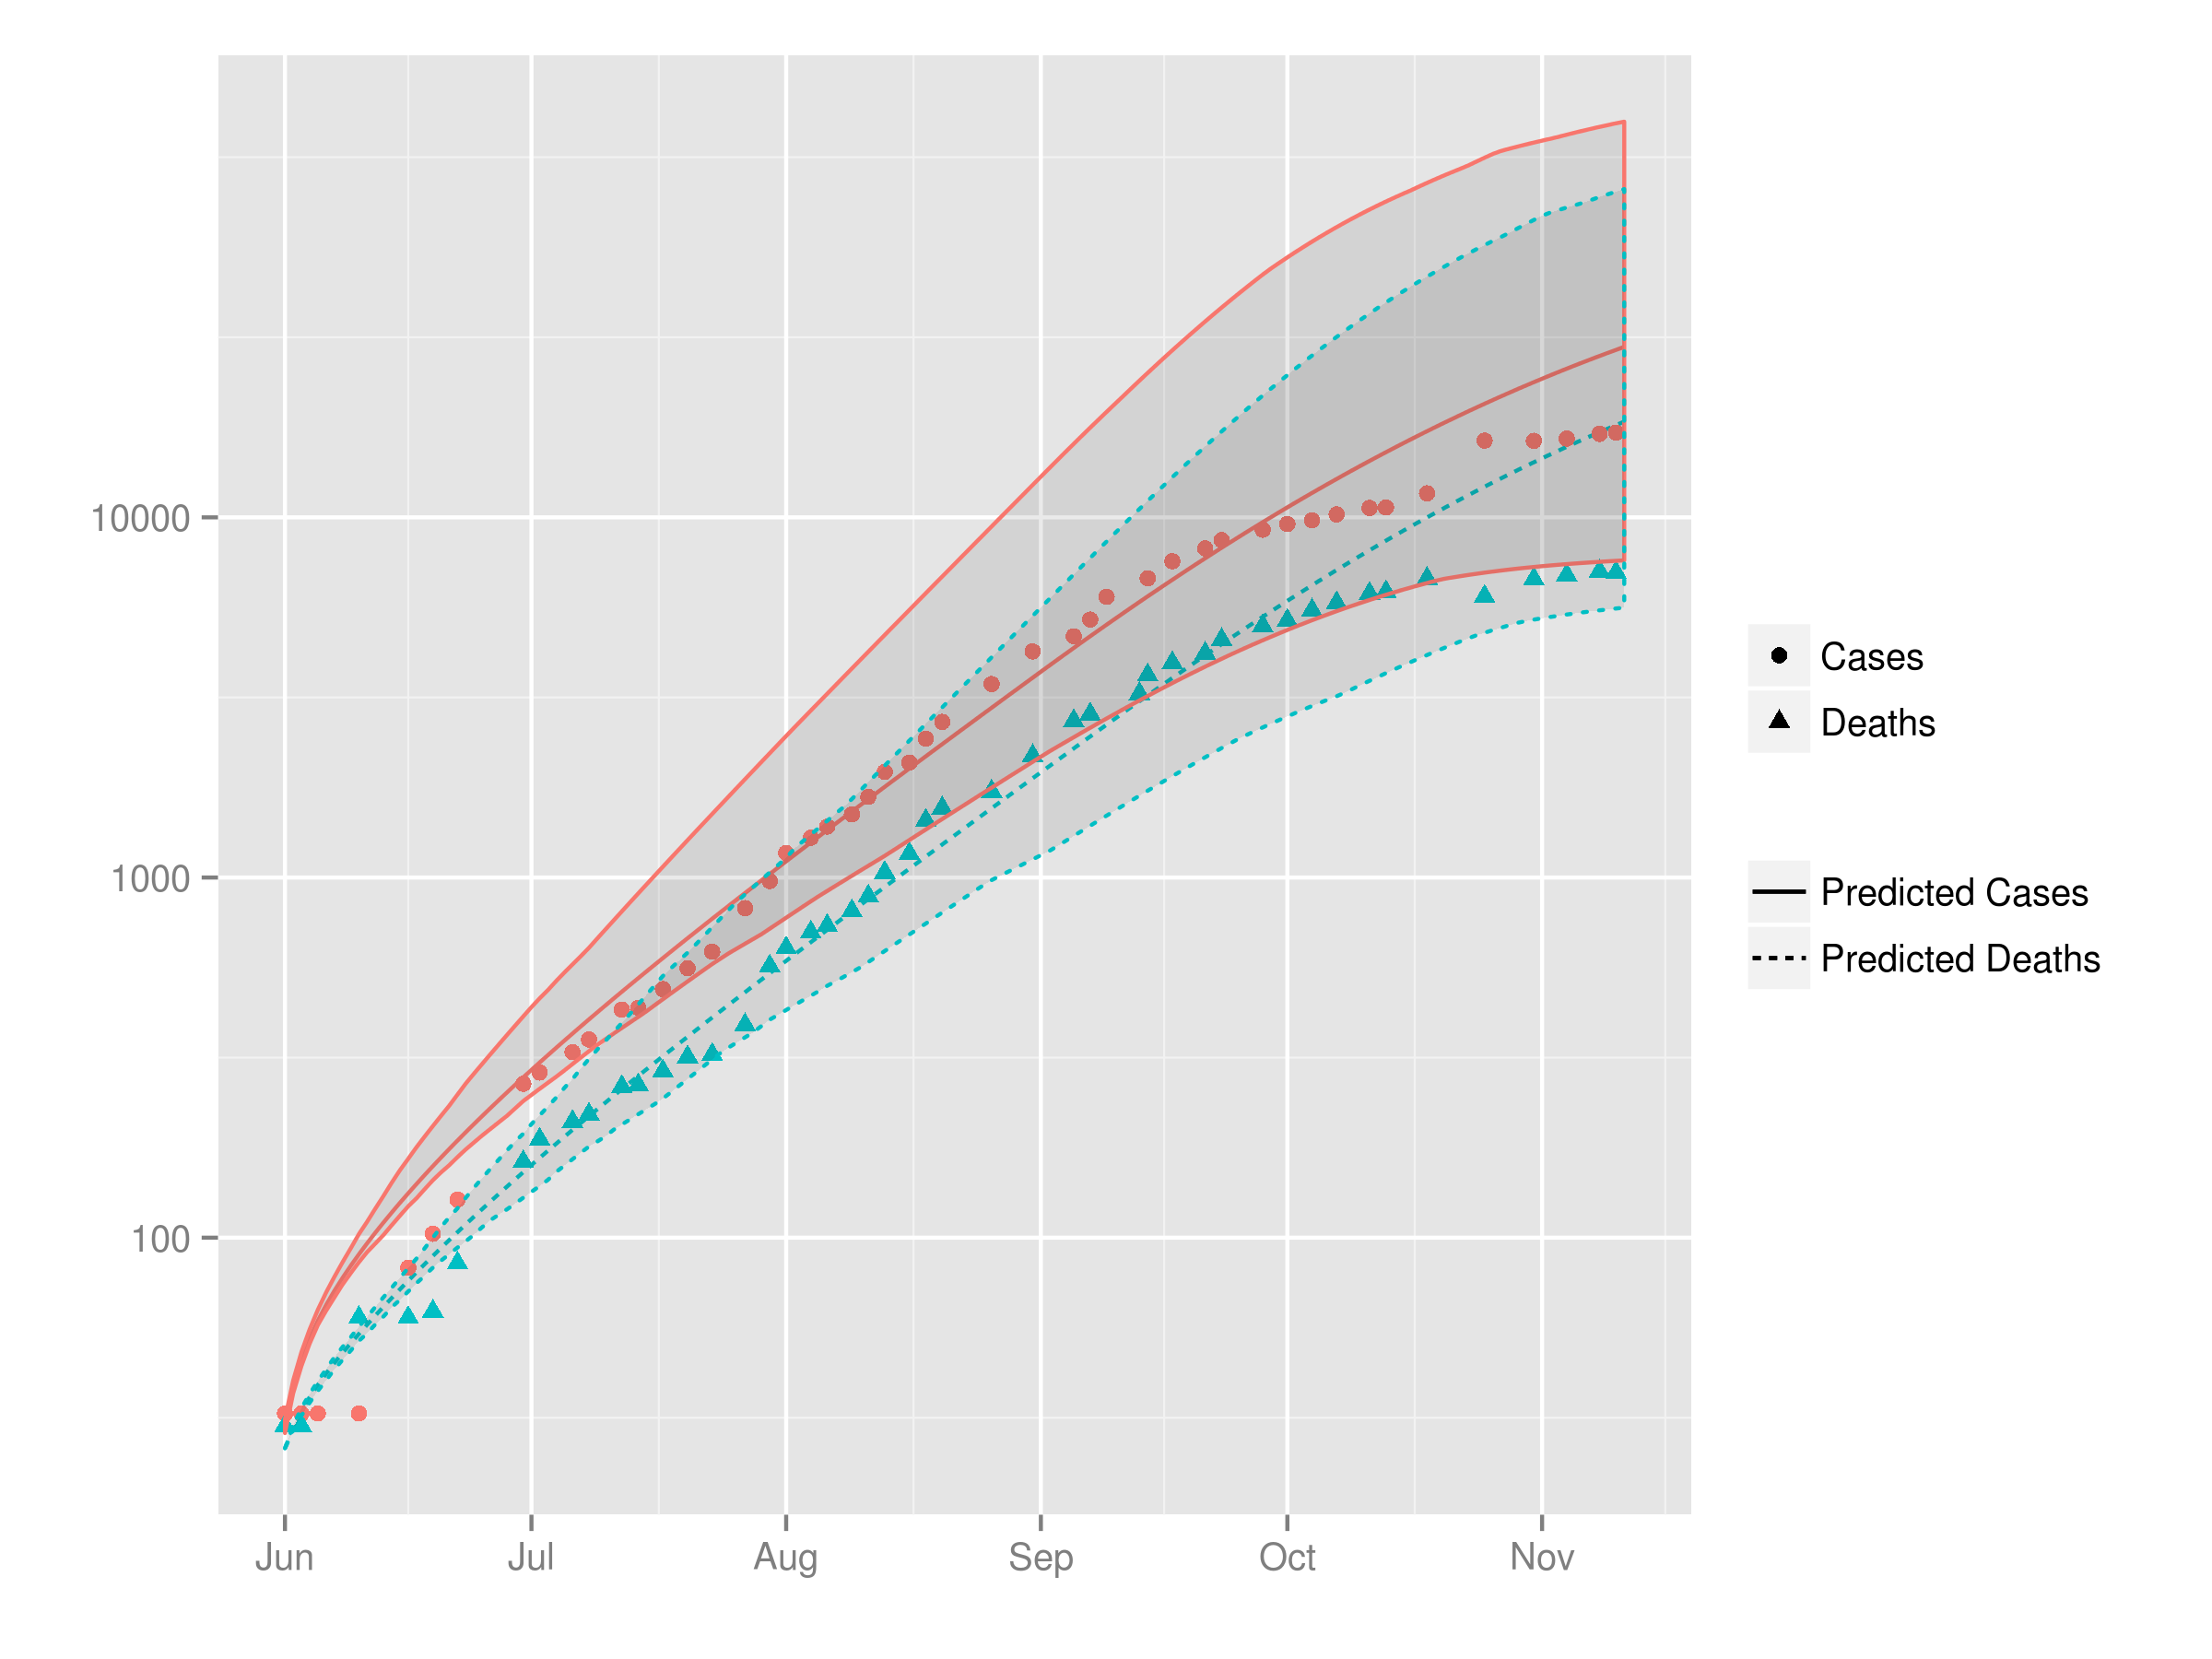 10000
1000
100
Jun Jul Aug Sep Oct Nov
Cases
Deaths
Predicted Cases
Predicted Deaths